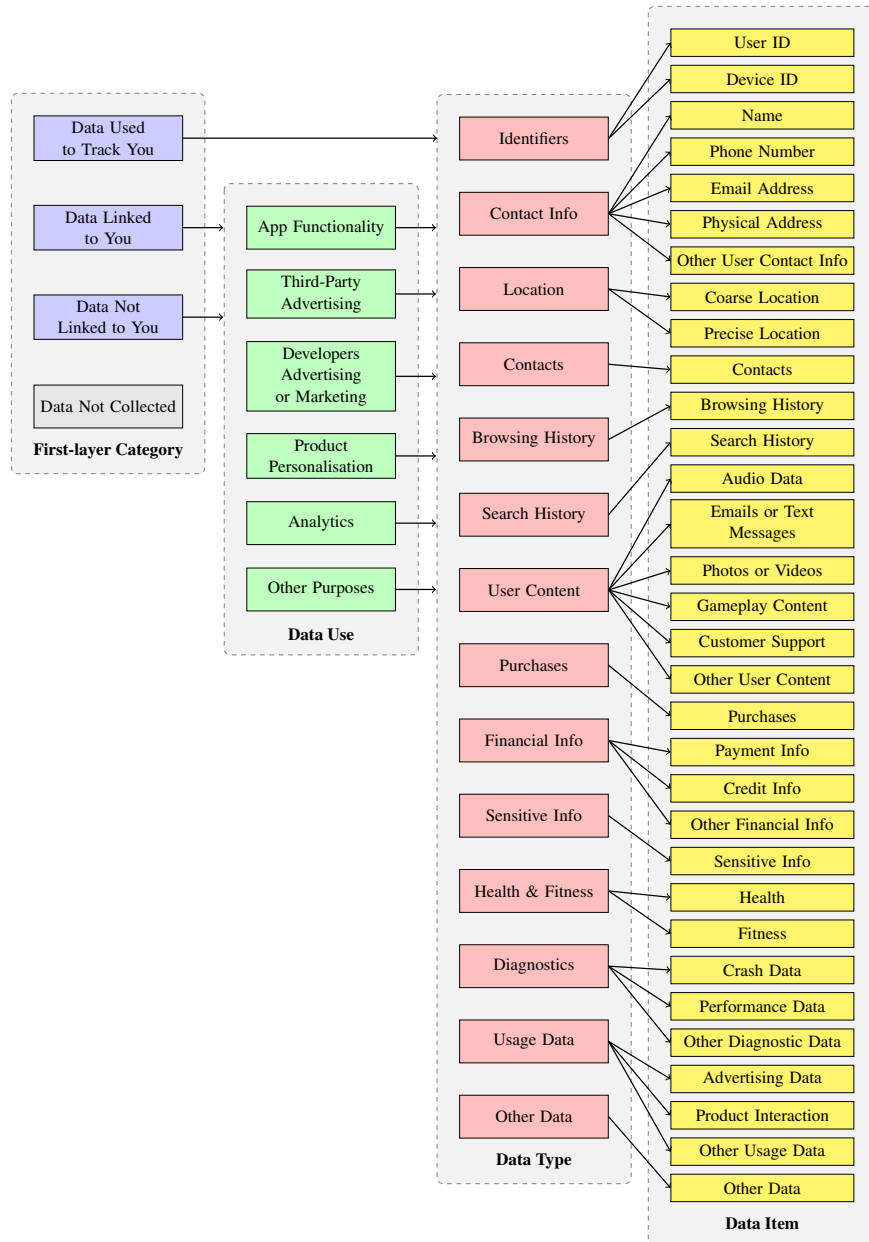 Data Used
to Track You
Data Linked
to You
Data Not
Linked to You
Data Not Collected
First-layer Category
App Functionality
Third-Party
Advertising
Developers
Advertising
or Marketing
Product
Personalisation
Analytics
Other Purposes
Data Use
Identifiers
Contact Info
Location
Contacts
Browsing History
Search History
User Content
Purchases
Financial Info
Sensitive Info
Health & Fitness
Diagnostics
Usage Data
Other Data
Data Type
User ID
Device ID
Name
Phone Number
Email Address
Physical Address
Other User Contact Info
Coarse Location
Precise Location
Contacts
Browsing History
Search History
Audio Data
Emails or Text
Messages
Photos or Videos
Gameplay Content
Customer Support
Other User Content
Purchases
Payment Info
Credit Info
Other Financial Info
Sensitive Info
Health
Fitness
Crash Data
Performance Data
Other Diagnostic Data
Advertising Data
Product Interaction
Other Usage Data
Other Data
Data Item